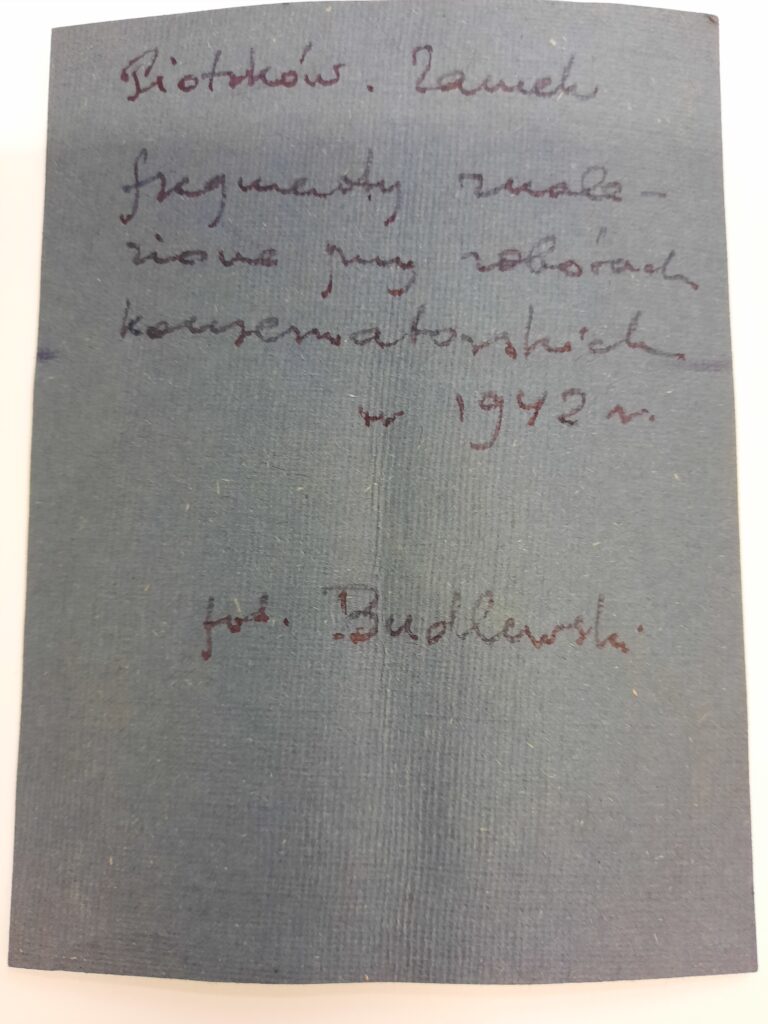 Piotrków. Zamek
fragmenty znale-
zione przy robotach
konserwatorskich
w 1942 r.
fot. Budlewski